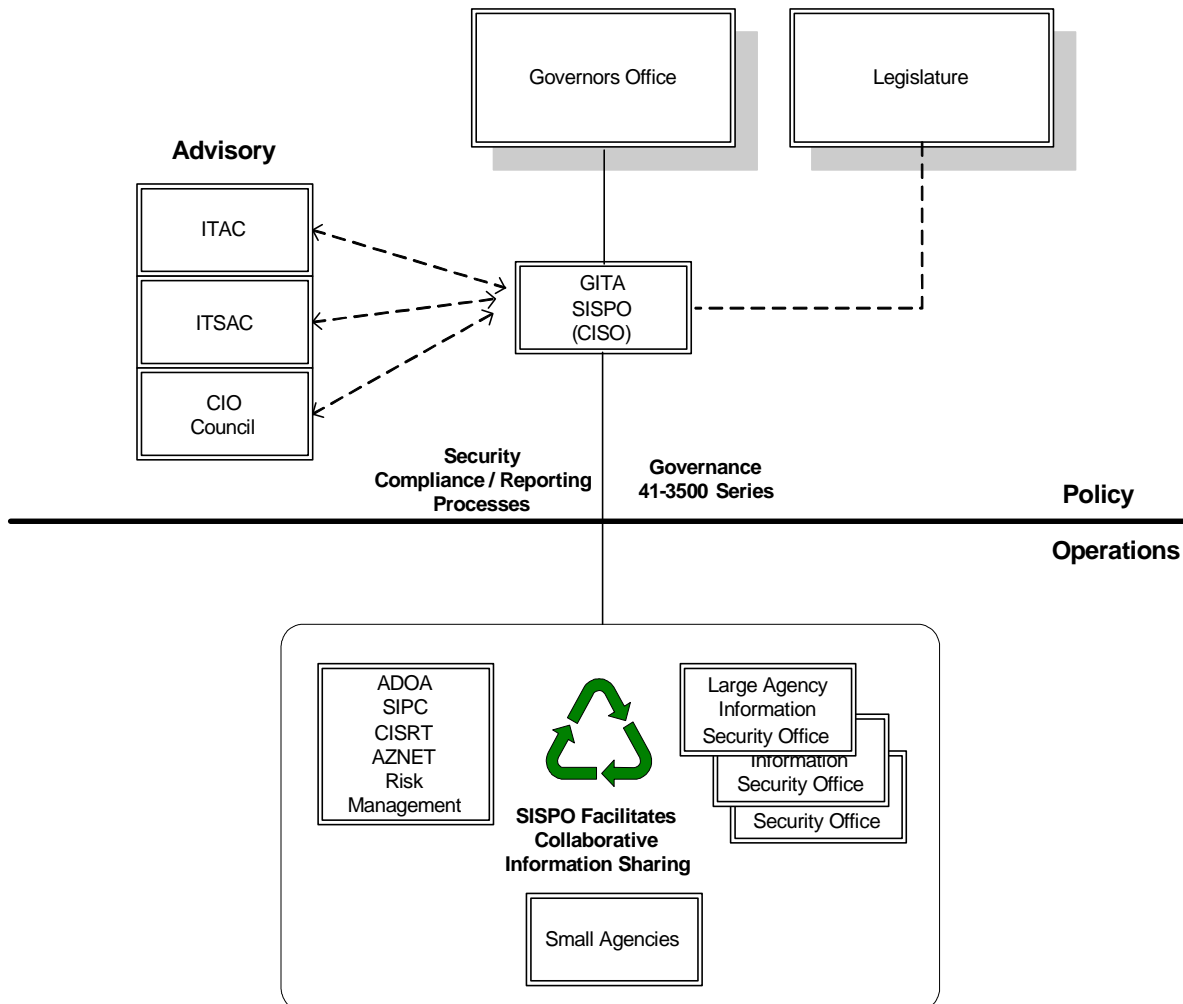 Governors Office
Legislature
Advisory
ITAC
ITSAC
CIO
Council
GITA
SISPO
(CISO)
Security
Compliance / Reporting
Processes
Governance
41-3500 Series
Policy
Operations
ADOA
SIPC
CISRT
AZNET
Risk
Management
SISPO Facilitates
Collaborative
Information Sharing
Large Agency
Information
Security Office
Information
Security Office
Security Office
Small Agencies